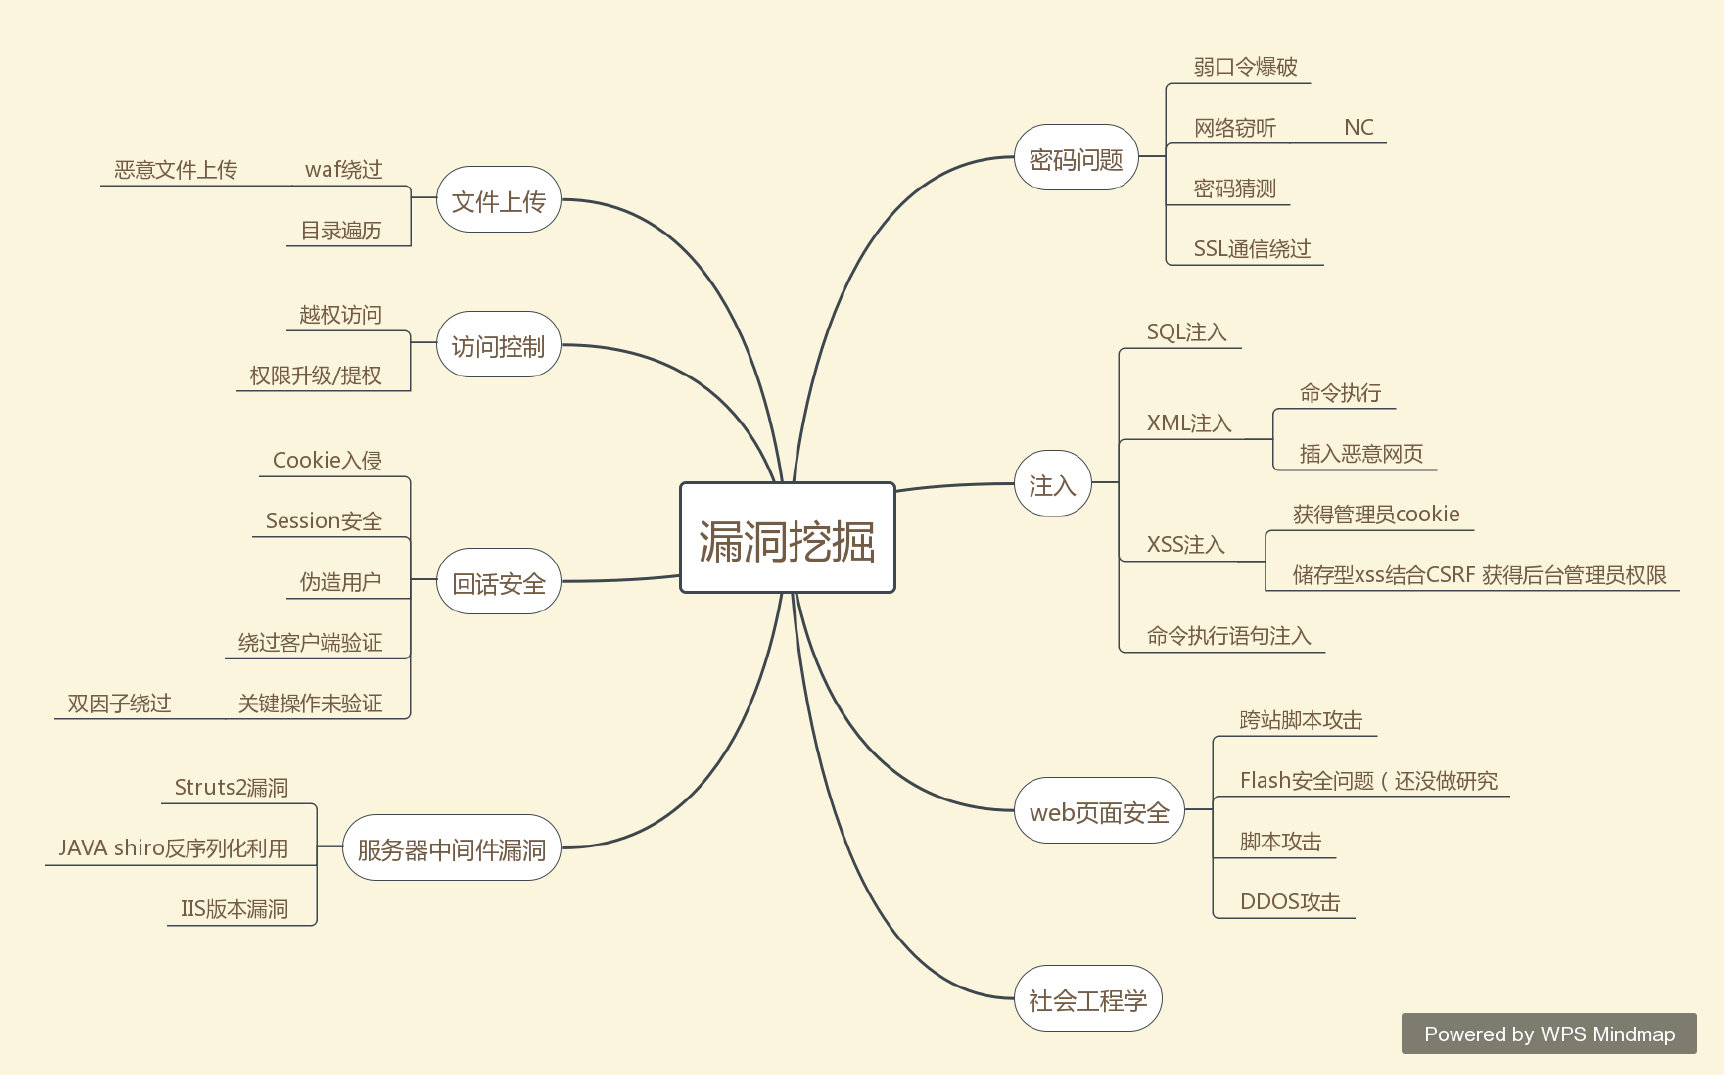 漏洞挖掘
密码问题
弱口令爆破
网络窃听
NC
密码猜测
SSL通信绕过
注入
SQL注入
XML注入
命令执行
插入恶意网页
XSS注入
获得管理员cookie
储存型xss结合CSRF 获得后台管理员权限
命令执行语句注入
web页面安全
跨站脚本攻击
Flash安全问题（还没做研究
脚本攻击
DDOS攻击
社会工程学
文件上传
waf绕过
恶意文件上传
目录遍历
访问控制
越权访问
权限升级/提权
回话安全
Cookie入侵
Session安全
伪造用户
绕过客户端验证
关键操作未验证
双因子绕过
服务器中间件漏洞
Struts2漏洞
JAVA shiro反序列化利用
IIS版本漏洞
Powered by WPS Mindmap